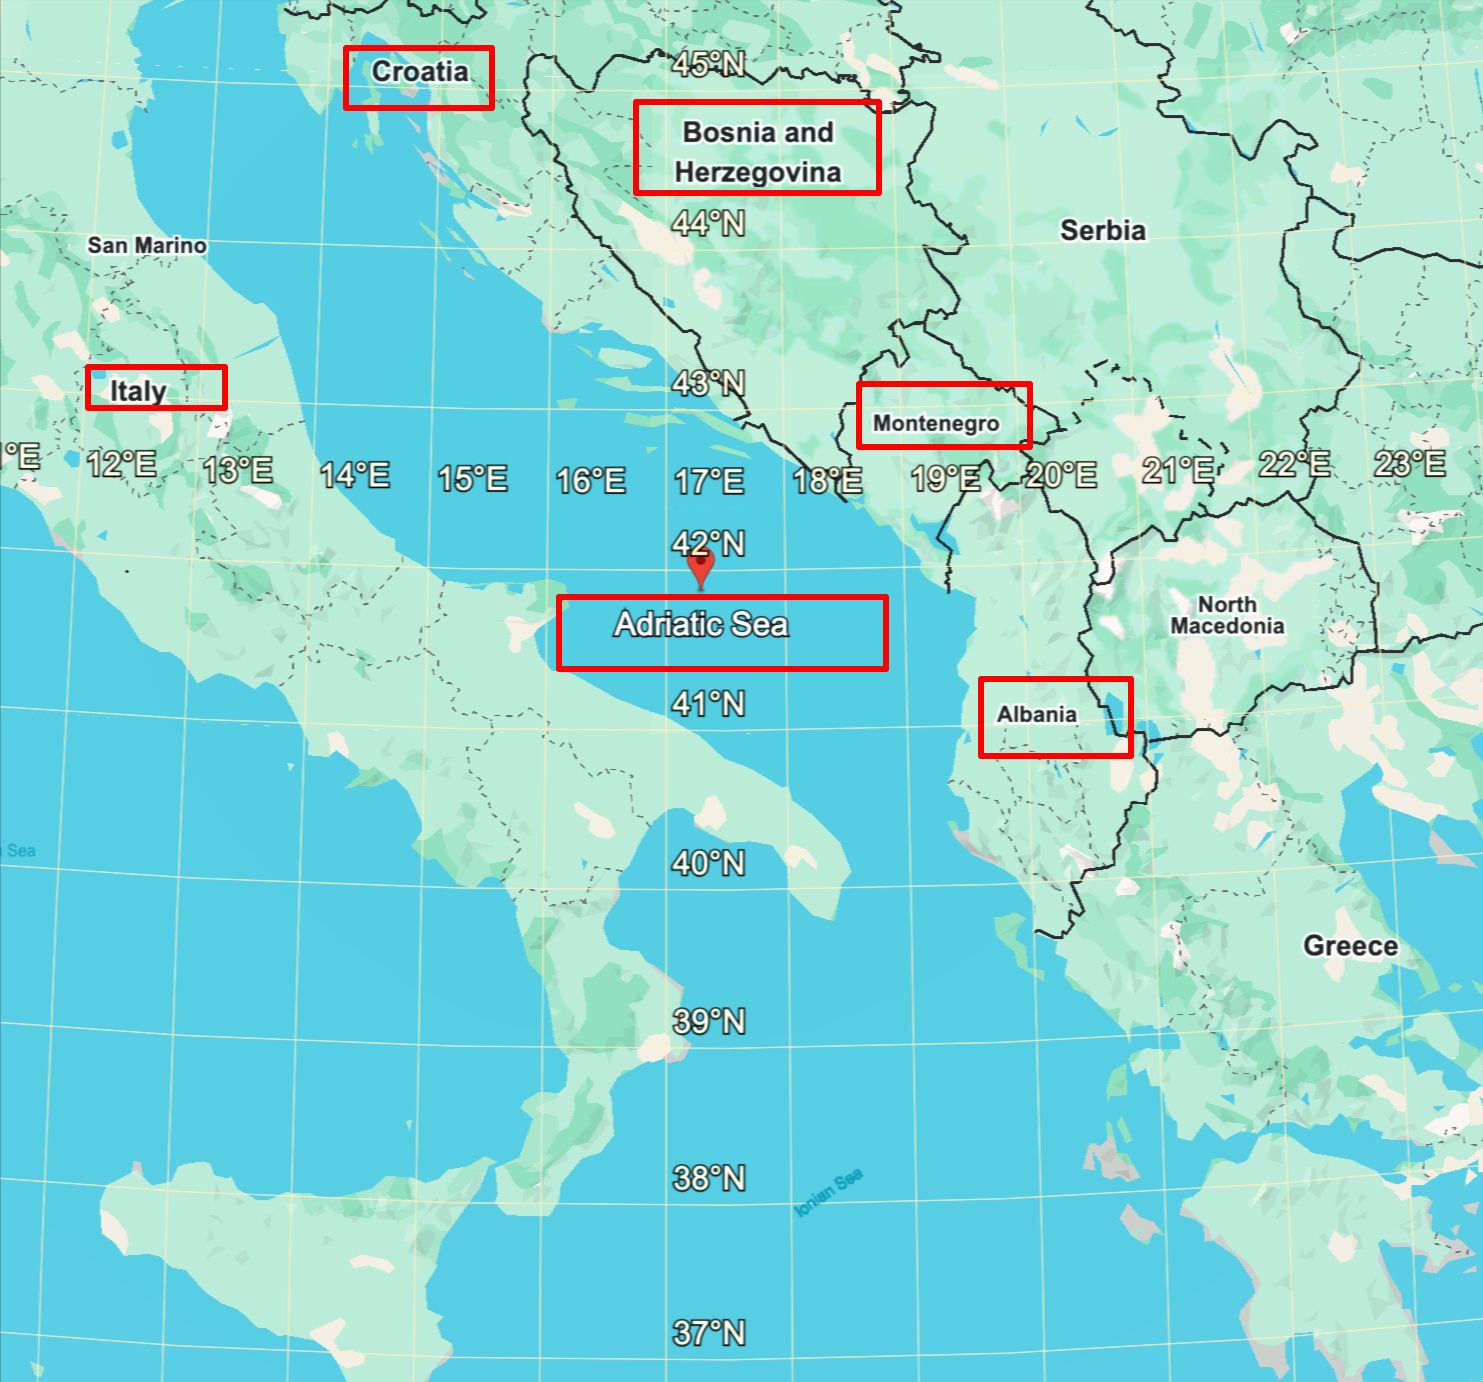 Croatia
45°N
Bosnia and
Herzegovina
44°N
Serbia
San Marino
43°N
Italy
Montenegro
°E
12°E
13°E
14°E
15°E
16°E
17°E
18°E
19°E
20°E
21°E
22°E
23°E
42°N
Adriatic Sea
North
Macedonia
41°N
Albania
Sea
40°N
Greece
39°N
38°N
Ionian Sea
37°N